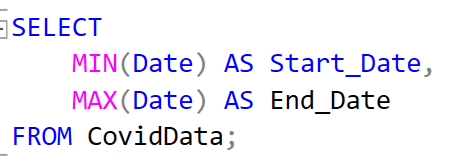 SELECT
MIN(Date) AS Start_Date,
MAX(Date) AS End_Date
FROM CovidData;